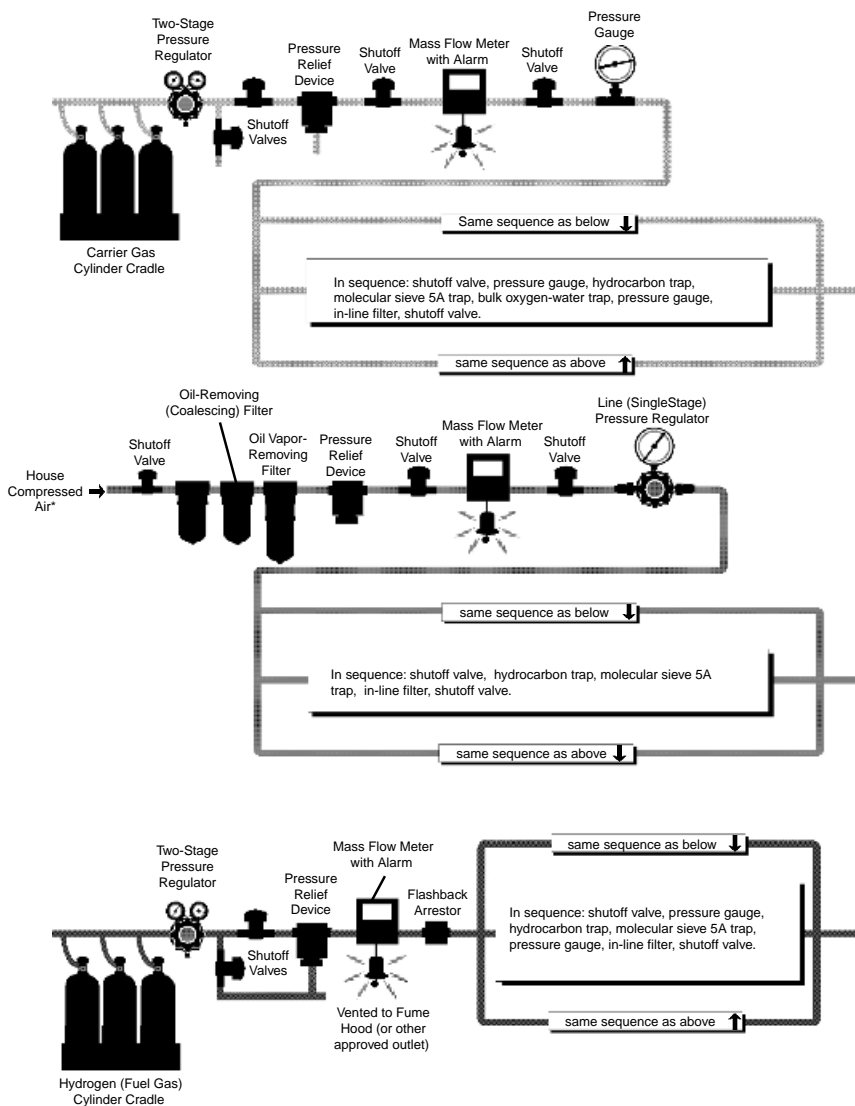 Two-Stage
Pressure
Regulator
Pressure
Relief
Device
Shutoff
Valve
Mass Flow Meter
with Alarm
Shutoff
Valve
Pressure
Gauge
Shutoff
Valves
Carrier Gas
Cylinder Cradle
Same sequence as below
In sequence: shutoff valve, pressure gauge, hydrocarbon trap,
molecular sieve 5A trap, bulk oxygen-water trap, pressure gauge,
in-line filter, shutoff valve.
same sequence as above
Oil-Removing
(Coalescing) Filter
Shutoff
Valve
Oil Vapor-
Removing
Filter
Pressure
Relief
Device
Shutoff
Valve
Mass Flow Meter
with Alarm
Shutoff
Valve
Line (SingleStage)
Pressure Regulator
House
Compressed
Air*
same sequence as below
In sequence: shutoff valve, hydrocarbon trap, molecular sieve 5A
trap, in-line filter, shutoff valve.
same sequence as above
Two-Stage
Pressure
Regulator
Pressure
Relief
Device
Mass Flow Meter
with Alarm
Flashback
Arrestor
Shutoff
Valves
Vented to Fume
Hood (or other
approved outlet)
Hydrogen (Fuel Gas)
Cylinder Cradle
same sequence as below
In sequence: shutoff valve, pressure gauge,
hydrocarbon trap, molecular sieve 5A trap,
pressure gauge, in-line filter, shutoff valve.
same sequence as above